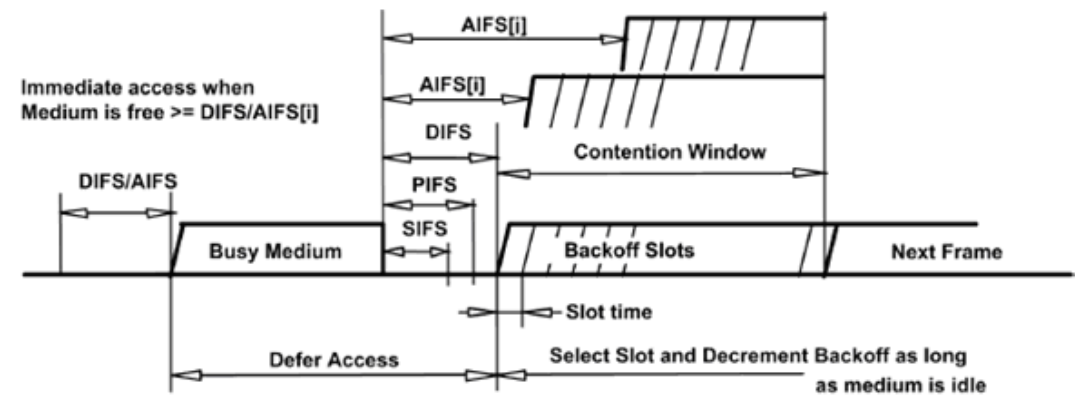 AIFS[i]
Immediate access when
Medium is free >= DIFS/AIFS[i]
AIFS[i]
DIFS
Contention Window
DIFS/AIFS
PIFS
SIFS
Busy Medium
Backoff Slots
Next Frame
Slot time
Defer Access
Select Slot and Decrement Backoff as long
as medium is idle